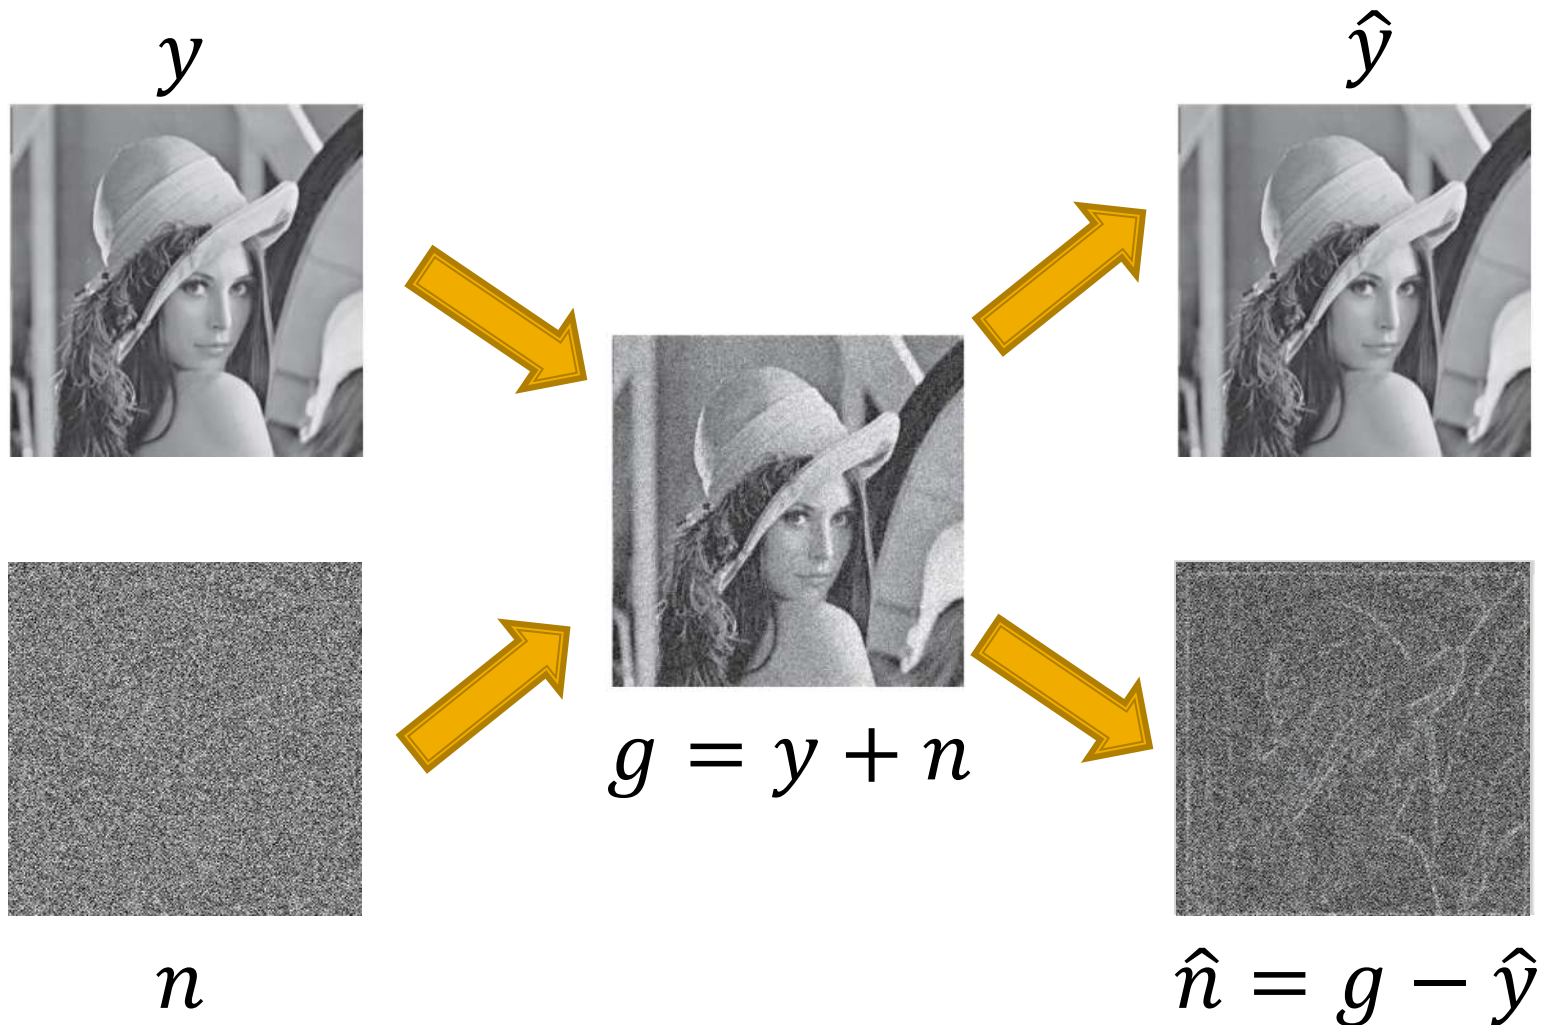 y
ŷ
g = y + n
n
n̂ = g − ŷ